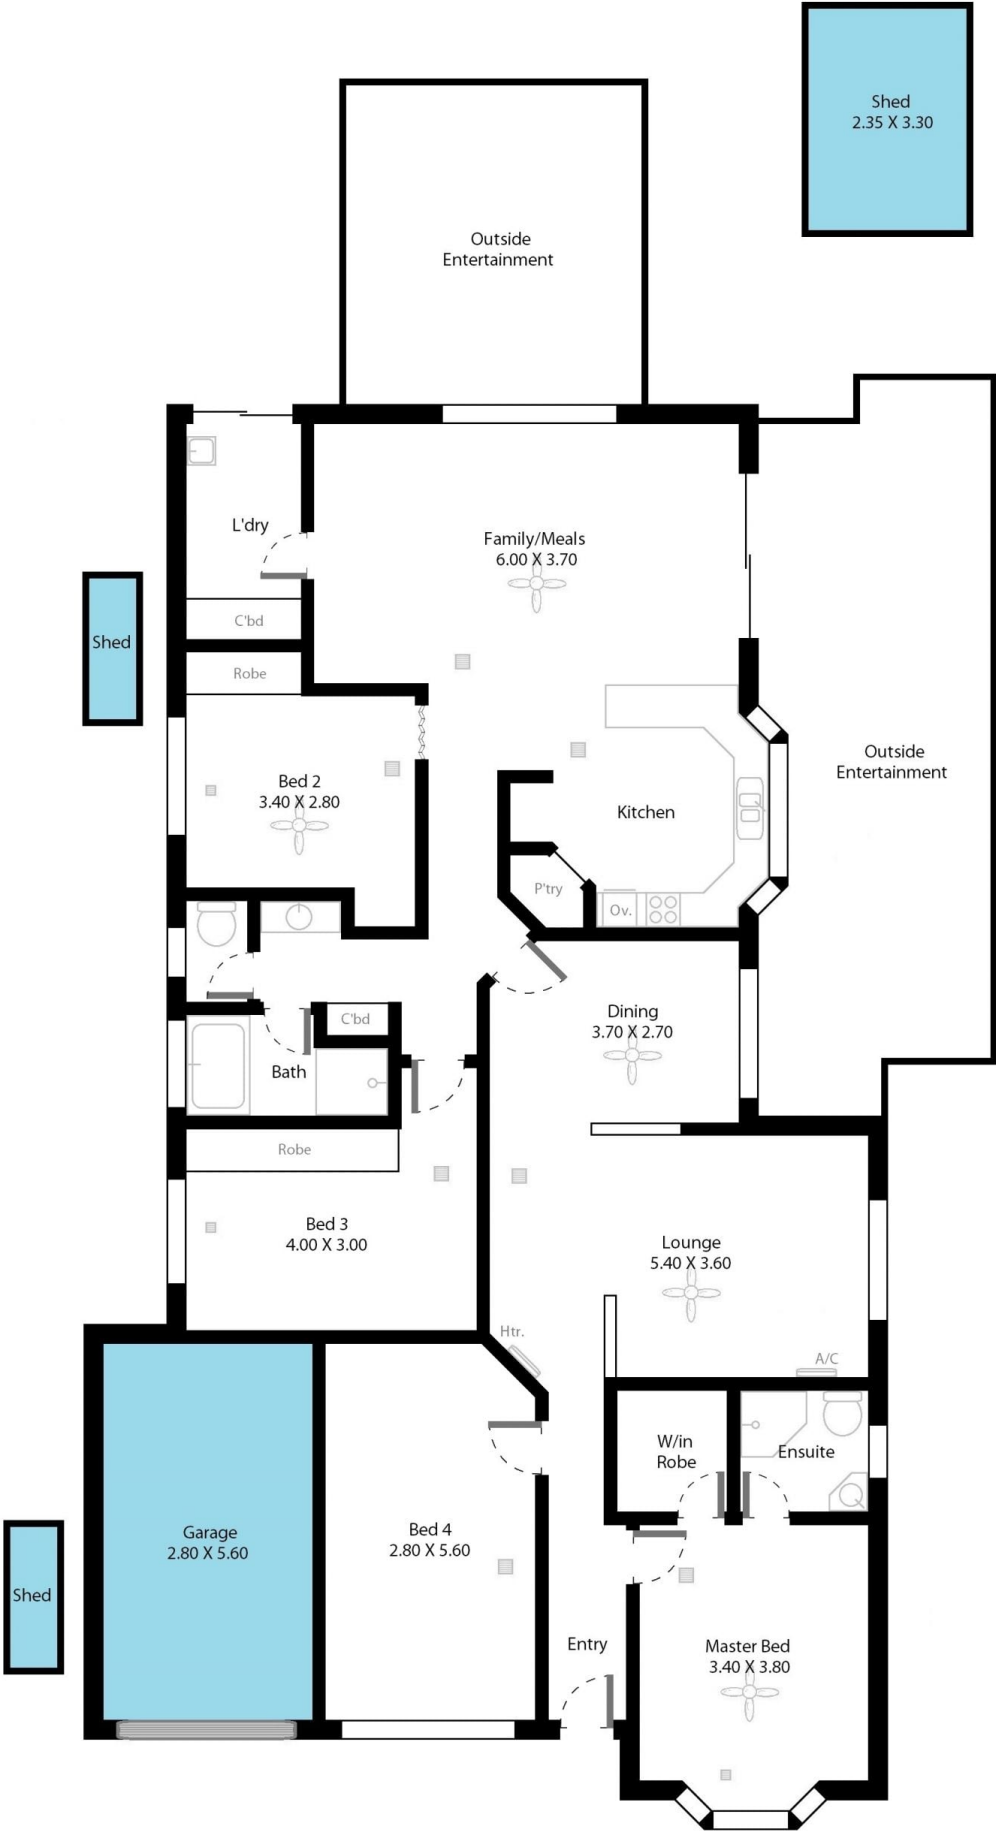 Shed
2.35 X 3.30
Outside
Entertainment
L'dry
Family/Meals
6.00 X 3.70
C'bd
Shed
Robe
Bed 2
3.40 X 2.80
Kitchen
Outside
Entertainment
P'try
Ov.
Dining
3.70 X 2.70
C'bd
Bath
Robe
Bed 3
4.00 X 3.00
Lounge
5.40 X 3.60
Htr.
A/C
W/in
Robe
Ensuite
Garage
2.80 X 5.60
Bed 4
2.80 X 5.60
Shed
Entry
Master Bed
3.40 X 3.80